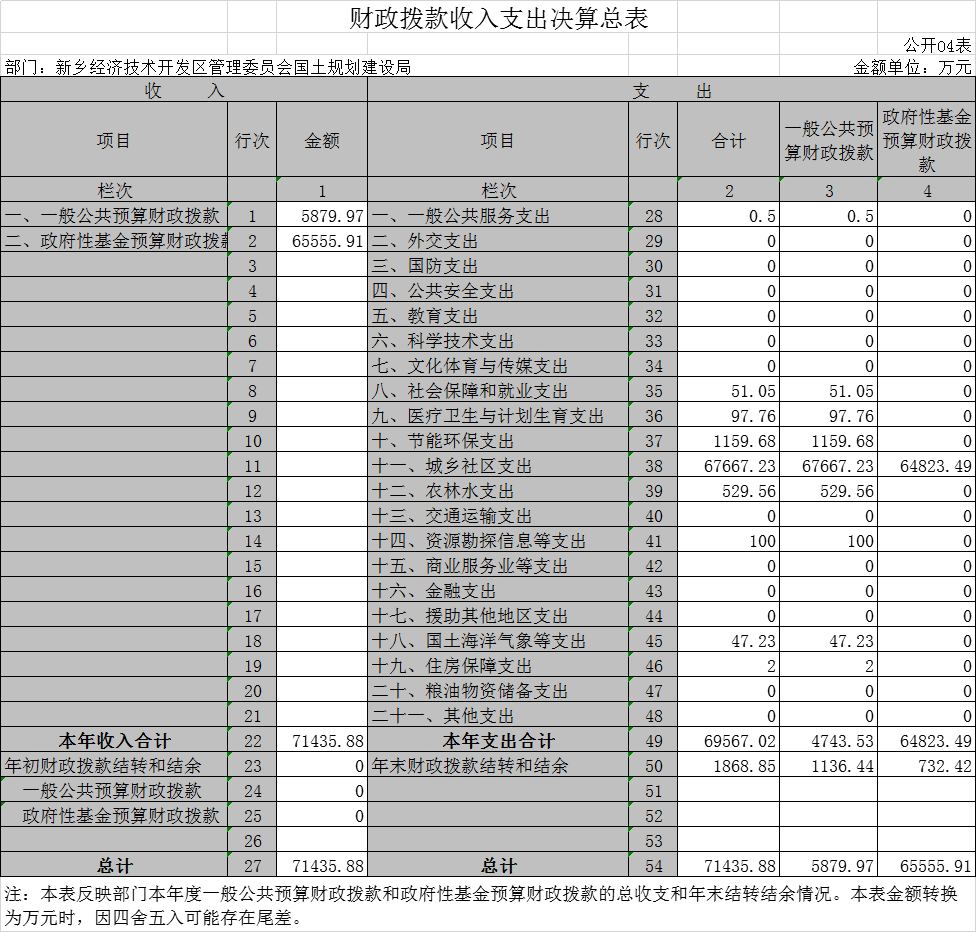 财政拨款收入支出决算总表
公开04表
部门：新乡经济技术开发区管理委员会国土规划建设局 金额单位：万元
收 入 支 出
项目 行次 金额 项目 行次 合计 一般公共预算财政拨款 政府性基金预算财政拨款
栏次 1 栏次 2 3 4
一、一般公共预算财政拨款 1 5879.97 一、一般公共服务支出 28 0.5 0.5 0
二、政府性基金预算财政拨 2 65555.91 二、外交支出 29 0 0 0
3 三、国防支出 30 0 0 0
4 四、公共安全支出 31 0 0 0
5 五、教育支出 32 0 0 0
6 六、科学技术支出 33 0 0 0
7 七、文化体育与传媒支出 34 0 0 0
8 八、社会保障和就业支出 35 51.05 51.05 0
9 九、医疗卫生与计划生育支出 36 97.76 97.76 0
10 十、节能环保支出 37 1159.68 1159.68 0
11 十一、城乡社区支出 38 67667.23 67667.23 64823.49
12 十二、农林水支出 39 529.56 529.56 0
13 十三、交通运输支出 40 0 0 0
14 十四、资源勘探信息等支出 41 100 100 0
15 十五、商业服务业等支出 42 0 0 0
16 十六、金融支出 43 0 0 0
17 十七、援助其他地区支出 44 0 0 0
18 十八、国土海洋气象等支出 45 47.23 47.23 0
19 十九、住房保障支出 46 2 2 0
20 二十、粮油物资储备支出 47 0 0 0
21 二十一、其他支出 48 0 0 0
本年收入合计 22 71435.88 本年支出合计 49 69567.02 4743.53 64823.49
年初财政拨款结转和结余 23 0 年末财政拨款结转和结余 50 1868.85 1136.44 732.42
一般公共预算财政拨款 24 0 51
政府性基金预算财政拨款 25 0 52
26 53
总计 27 71435.88 总计 54 71435.88 5879.97 65555.91
注：本表反映部门本年度一般公共预算财政拨款和政府性基金预算财政拨款的总收支和年末结转结余情况。本表金额转换
为万元时，因四舍五入可能存在尾差。